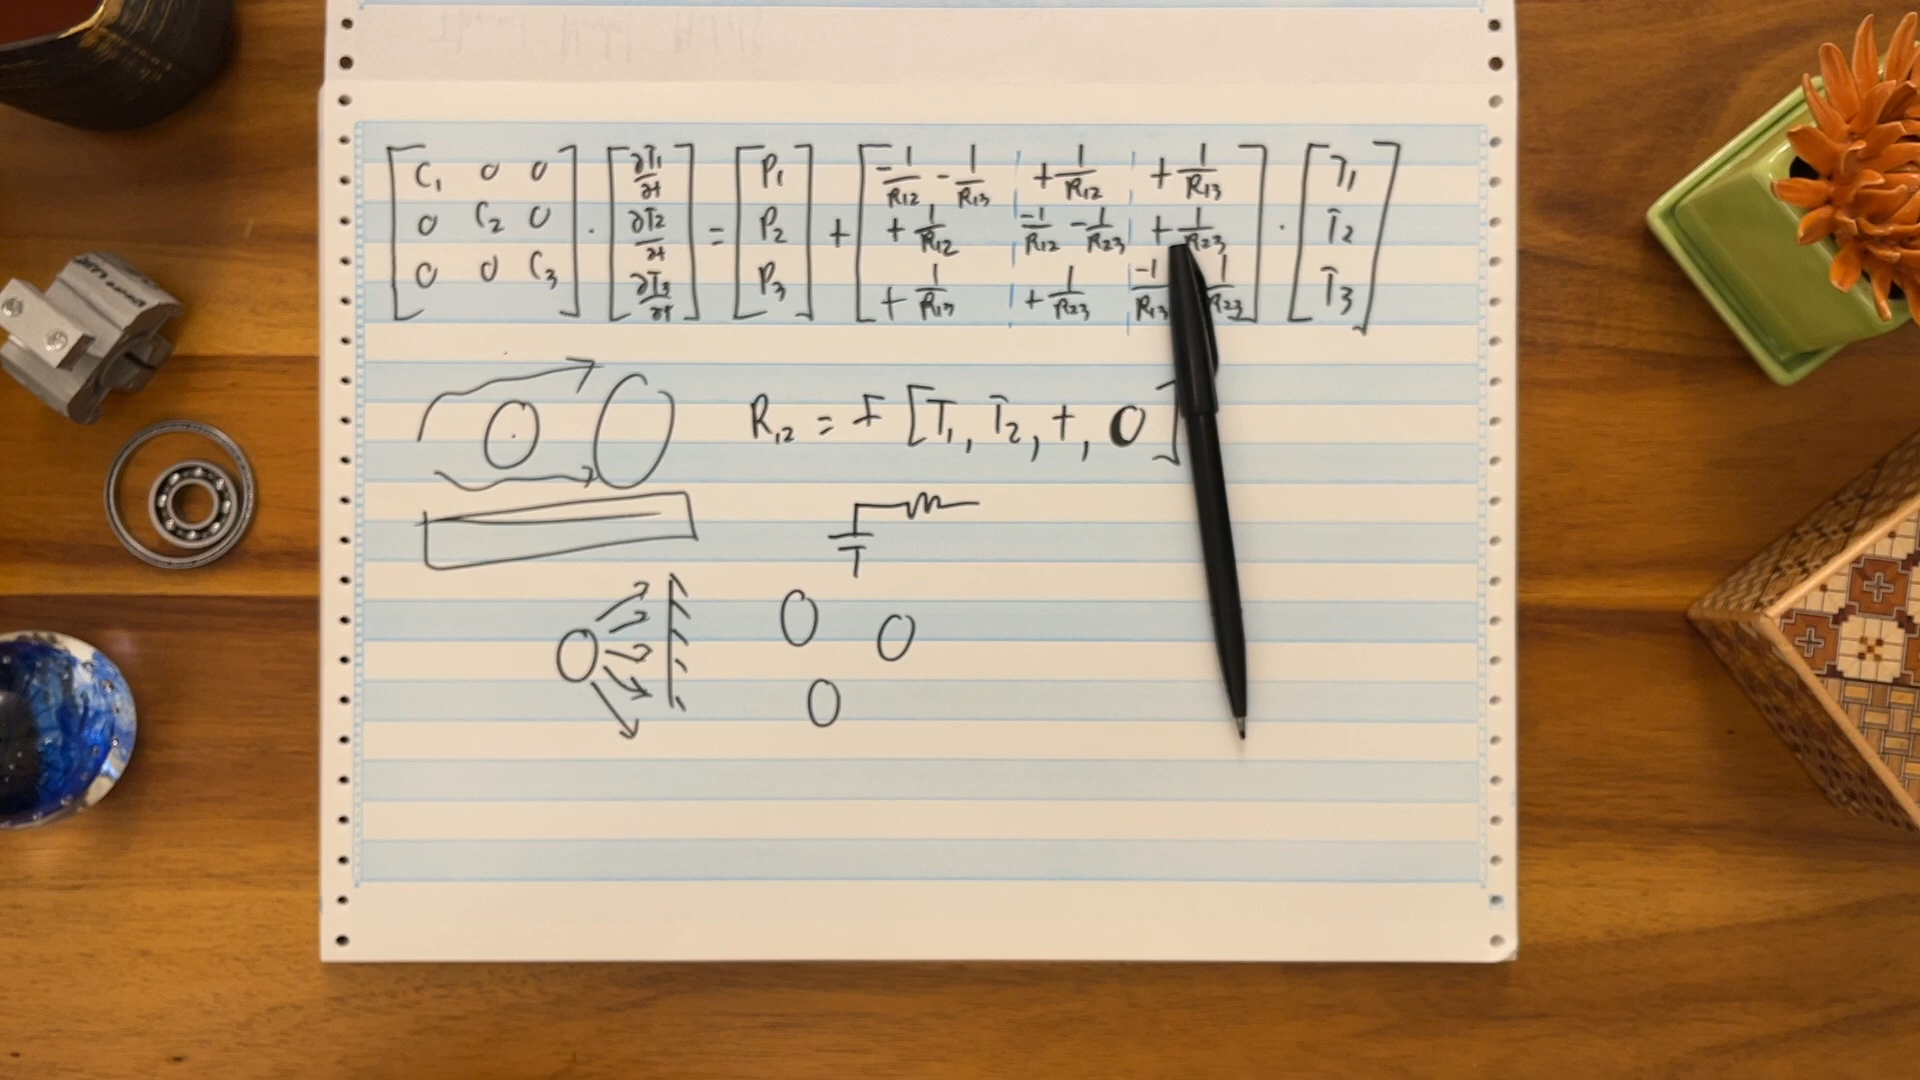 [C₁ 0 0; 0 C₂ 0; 0 0 C₃] · [∂T₁/∂t; ∂T₂/∂t; ∂T₃/∂t] = [P₁; P₂; P₃] + [-1/R₁₂ - 1/R₁₃, +1/R₁₂, +1/R₁₃; +1/R₁₂, -1/R₁₂ - 1/R₂₃, +1/R₂₃; +1/R₁₃, +1/R₂₃, -1/R₁₃ 1/R₂₃] · [T₁; T₂; T₃]
R₁₂ = F [T₁, T₂, t, O]